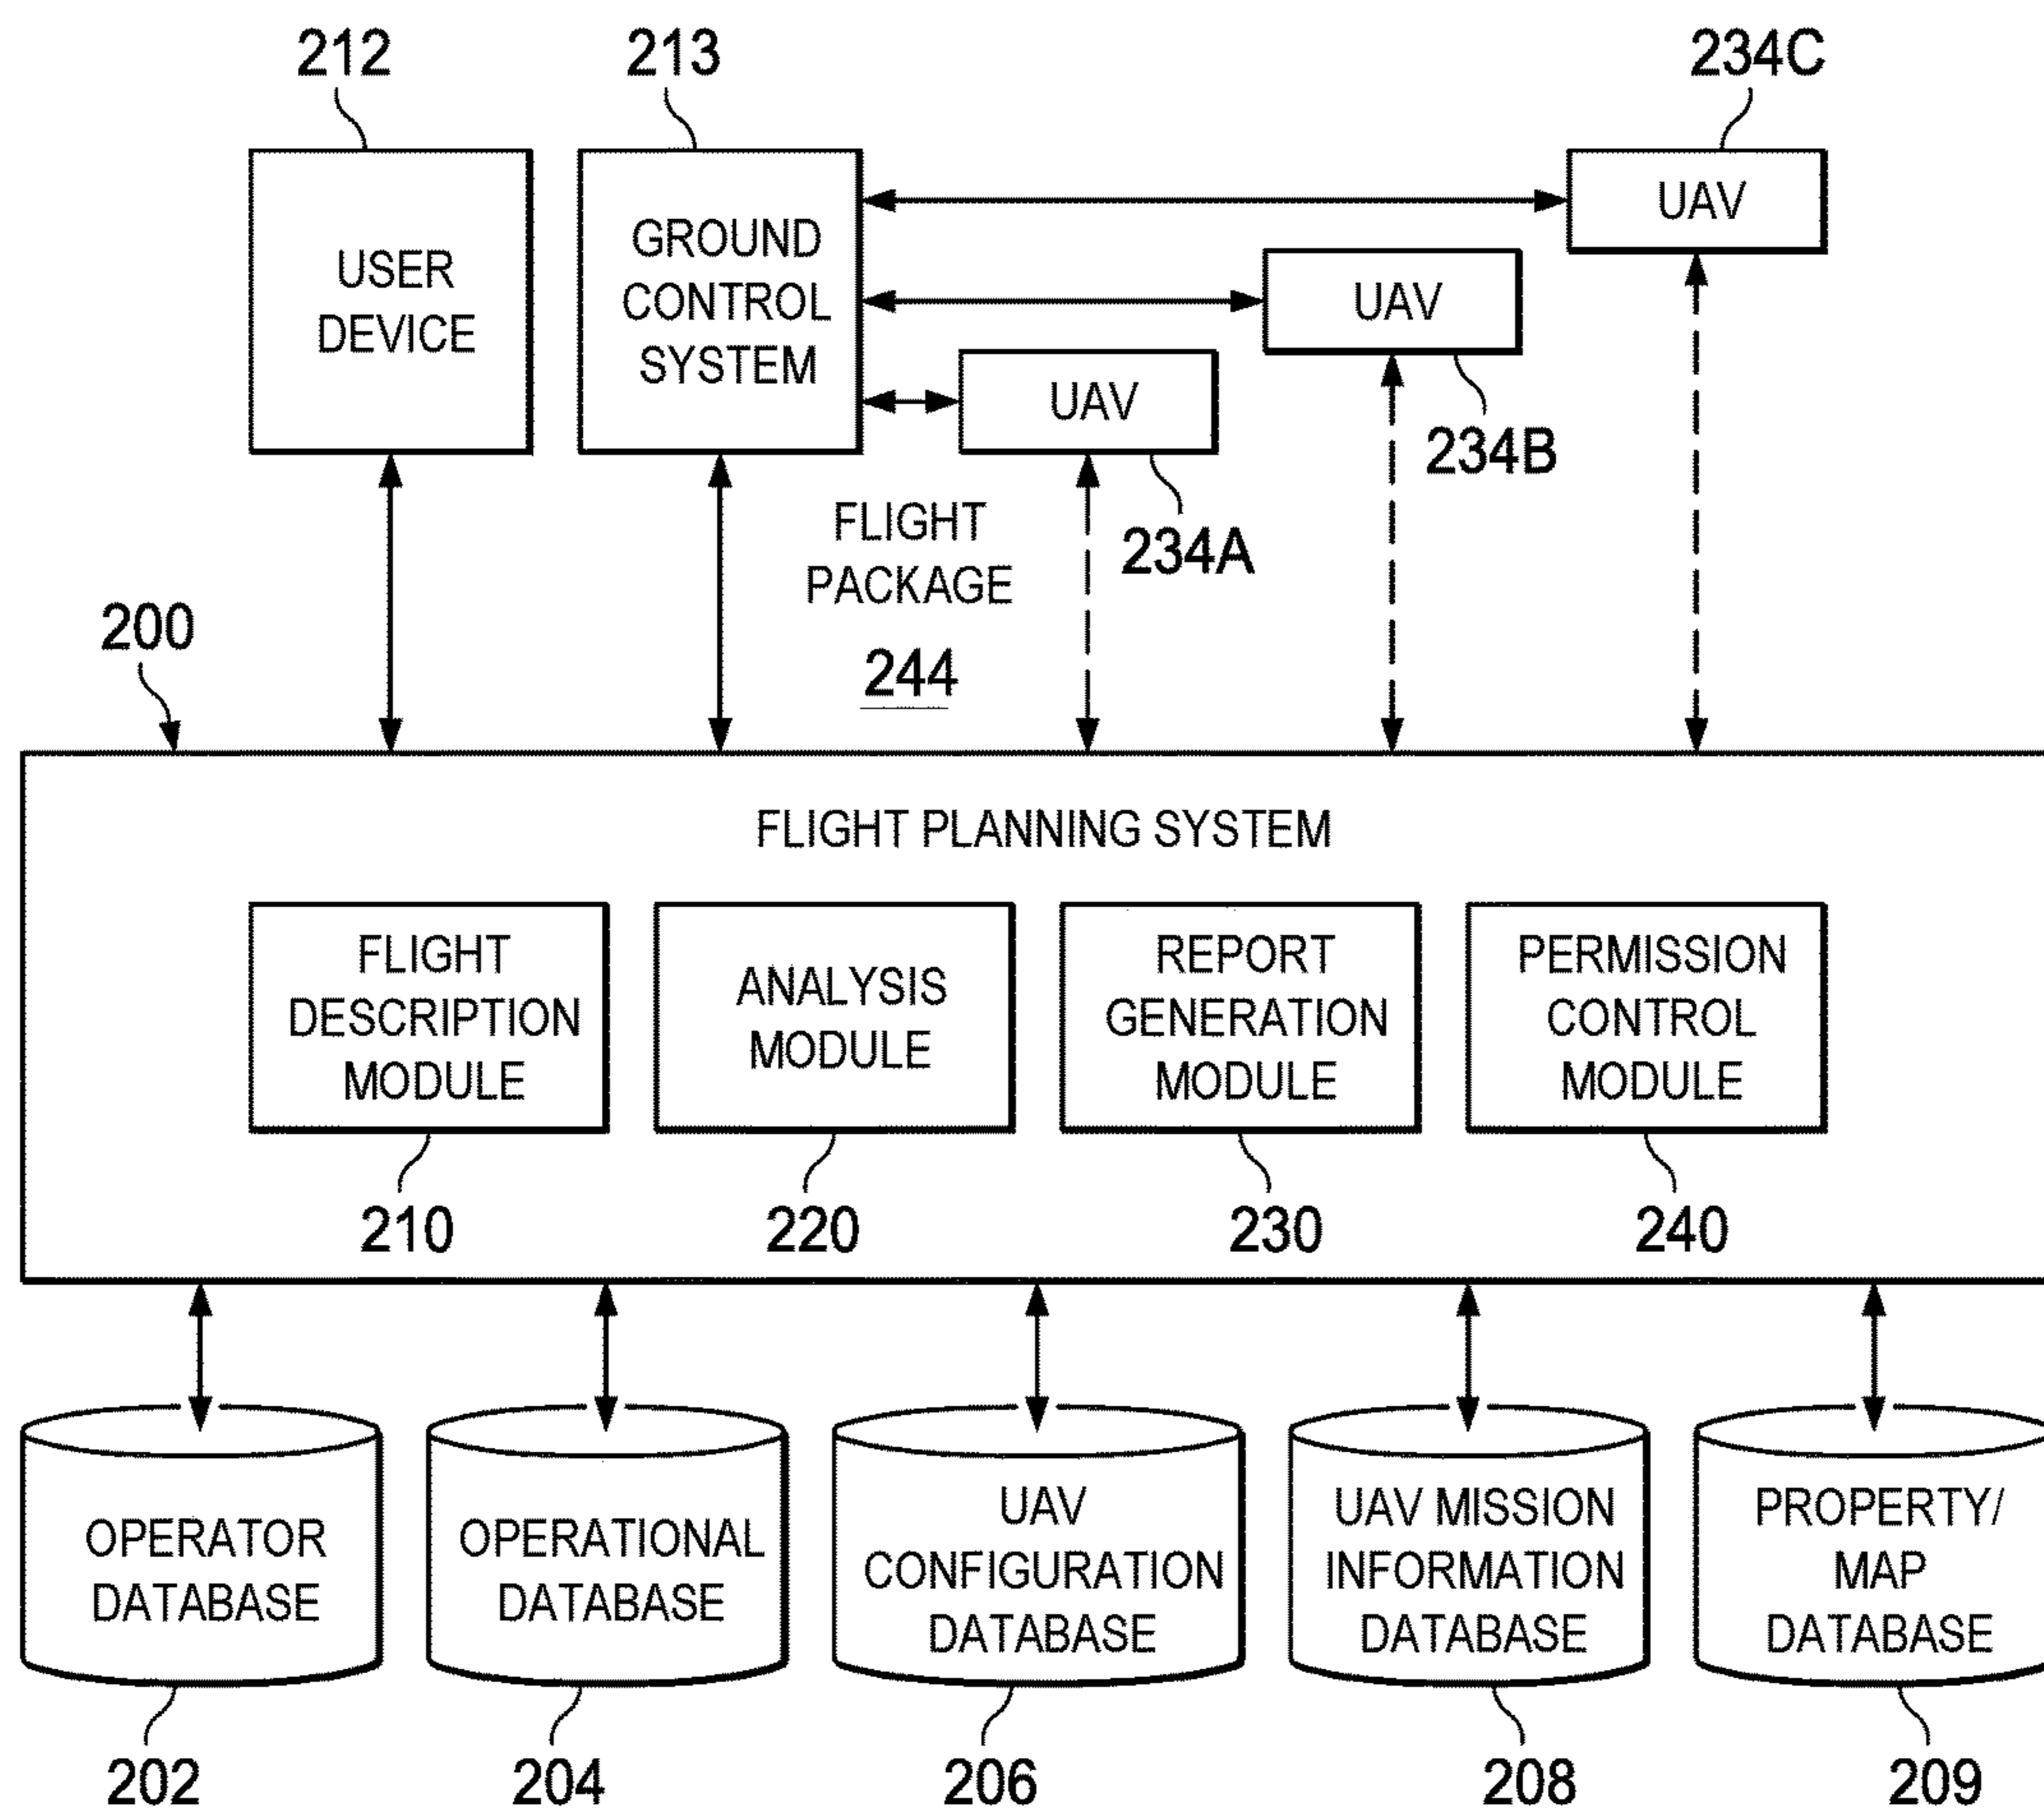 212
213
234C
USER
DEVICE
GROUND
CONTROL
SYSTEM
UAV
UAV
UAV
234B
234A
FLIGHT
PACKAGE
244
200
FLIGHT PLANNING SYSTEM
FLIGHT
DESCRIPTION
MODULE
ANALYSIS
MODULE
REPORT
GENERATION
MODULE
PERMISSION
CONTROL
MODULE
210
220
230
240
OPERATOR
DATABASE
OPERATIONAL
DATABASE
UAV
CONFIGURATION
DATABASE
UAV MISSION
INFORMATION
DATABASE
PROPERTY/
MAP
DATABASE
202
204
206
208
209